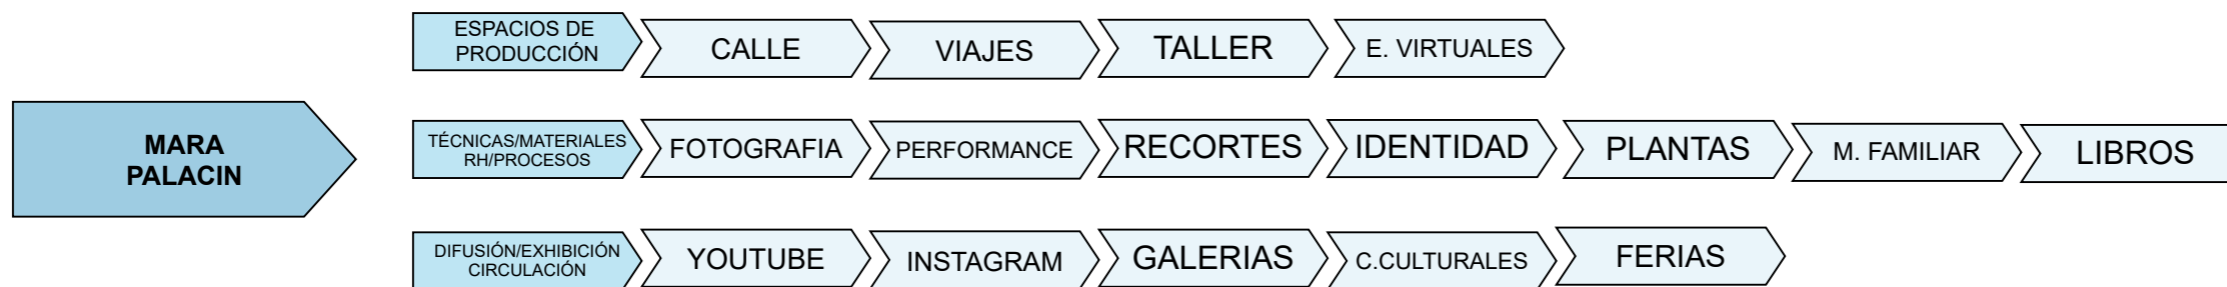 MARA
PALACIN
ESPACIOS DE
PRODUCCIÓN
CALLE
VIAJES
TALLER
E. VIRTUALES
TÉCNICAS/MATERIALES
RH/PROCESOS
FOTOGRAFIA
PERFORMANCE
RECORTES
IDENTIDAD
PLANTAS
M. FAMILIAR
LIBROS
DIFUSIÓN/EXHIBICIÓN
CIRCULACIÓN
YOUTUBE
INSTAGRAM
GALERIAS
C.CULTURALES
FERIAS